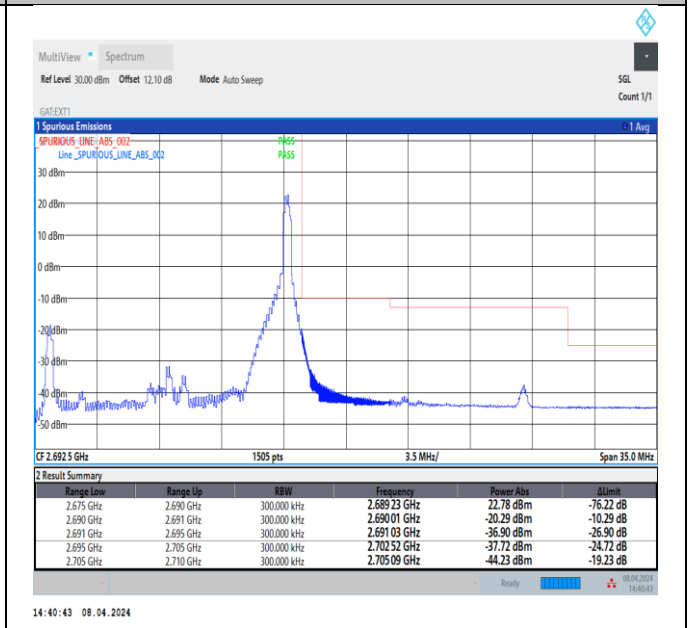 MultiView Spectrum
Ref Level 30.00 dBm Offset 12.10 dB Mode Auto Sweep SGL
Count 1/1
GAT:EXT1
1 Spurious Emissions 1 Avg
_SPURIOUS_LINE_ABS_002 PASS
Line _SPURIOUS_LINE_ABS_002 PASS
30 dBm
20 dBm
10 dBm
0 dBm
-10 dBm
-20 dBm
-30 dBm
-40 dBm
-50 dBm
CF 2.692 5 GHz 1505 pts 3.5 MHz/ Span 35.0 MHz
2 Result Summary
Range Low Range Up RBW Frequency Power Abs ΔLimit
2.675 GHz 2.690 GHz 300.000 kHz 2.689 23 GHz 22.78 dBm -76.22 dB
2.690 GHz 2.691 GHz 300.000 kHz 2.690 01 GHz -20.29 dBm -10.29 dB
2.691 GHz 2.695 GHz 300.000 kHz 2.691 03 GHz -36.90 dBm -26.90 dB
2.695 GHz 2.705 GHz 300.000 kHz 2.702 52 GHz -37.72 dBm -24.72 dB
2.705 GHz 2.710 GHz 300.000 kHz 2.705 09 GHz -44.23 dBm -19.23 dB
Ready 08.04.2024
14:40:43
14:40:43 08.04.2024